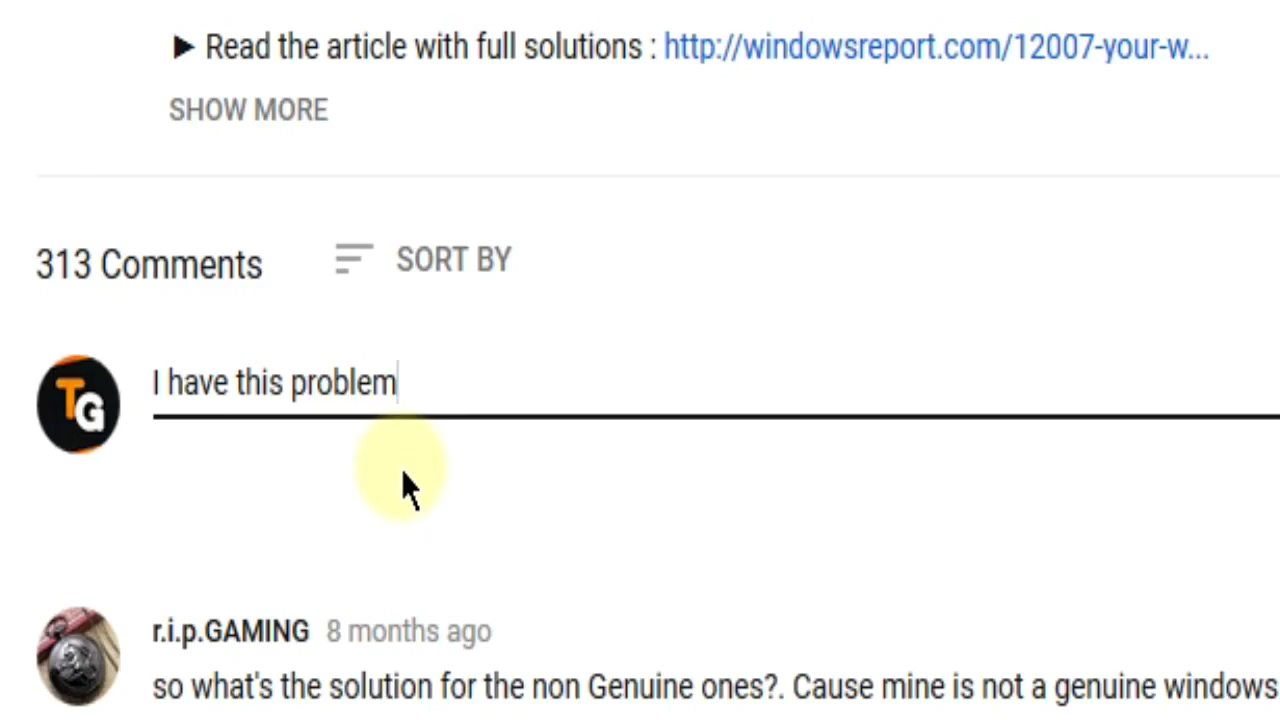 ► Read the article with full solutions : http://windowsreport.com/12007-your-w...
SHOW MORE
313 Comments SORT BY
TG
I have this problem
r.i.p.GAMING 8 months ago
so what's the solution for the non Genuine ones?. Cause mine is not a genuine windows